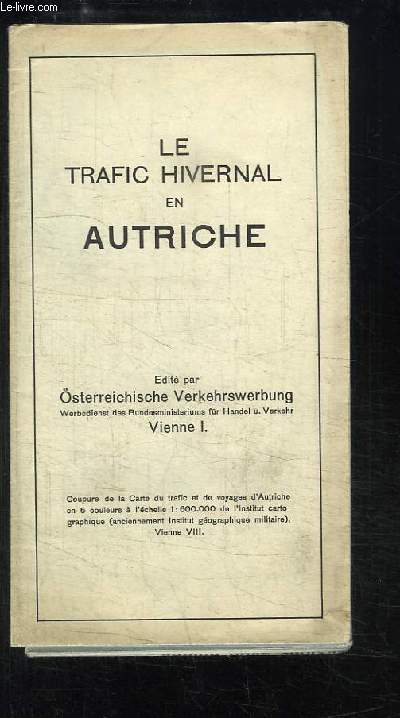 Le-livre.com
LE
TRAFIC HIVERNAL
EN
AUTRICHE
Edité par
Österreichische Verkehrswerbung
Werbedienst des Bundesministeriums für Handel u. Verkehr
Vienne I.
Coupure de la Carte du trafic et de voyages d'Autriche
en 6 couleurs à l'échelle 1:600.000 de l'Institut carto
graphique (anciennement Institut géographique militaire).
Vienne VIII.